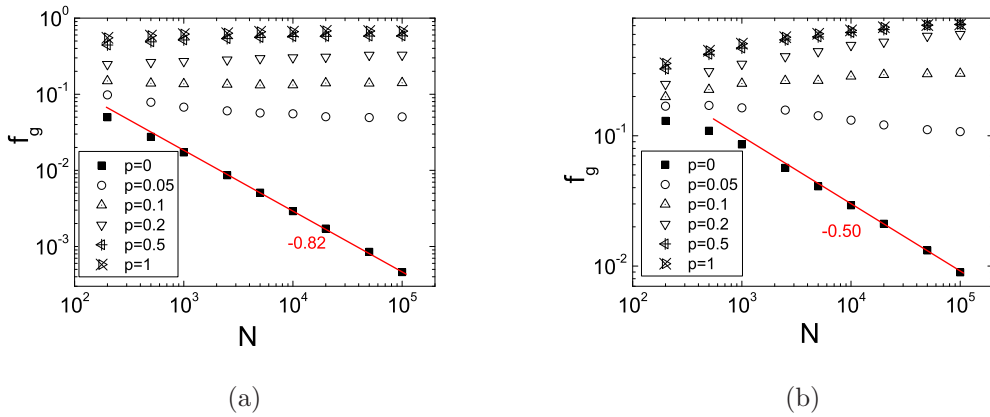 10^0
10^-1
10^-2
10^-3
f_g
p=0
p=0.05
p=0.1
p=0.2
p=0.5
p=1
-0.82
10^2 10^3 10^4 10^5
N
(a)
10^-1
10^-2
f_g
p=0
p=0.05
p=0.1
p=0.2
p=0.5
p=1
-0.50
10^2 10^3 10^4 10^5
N
(b)